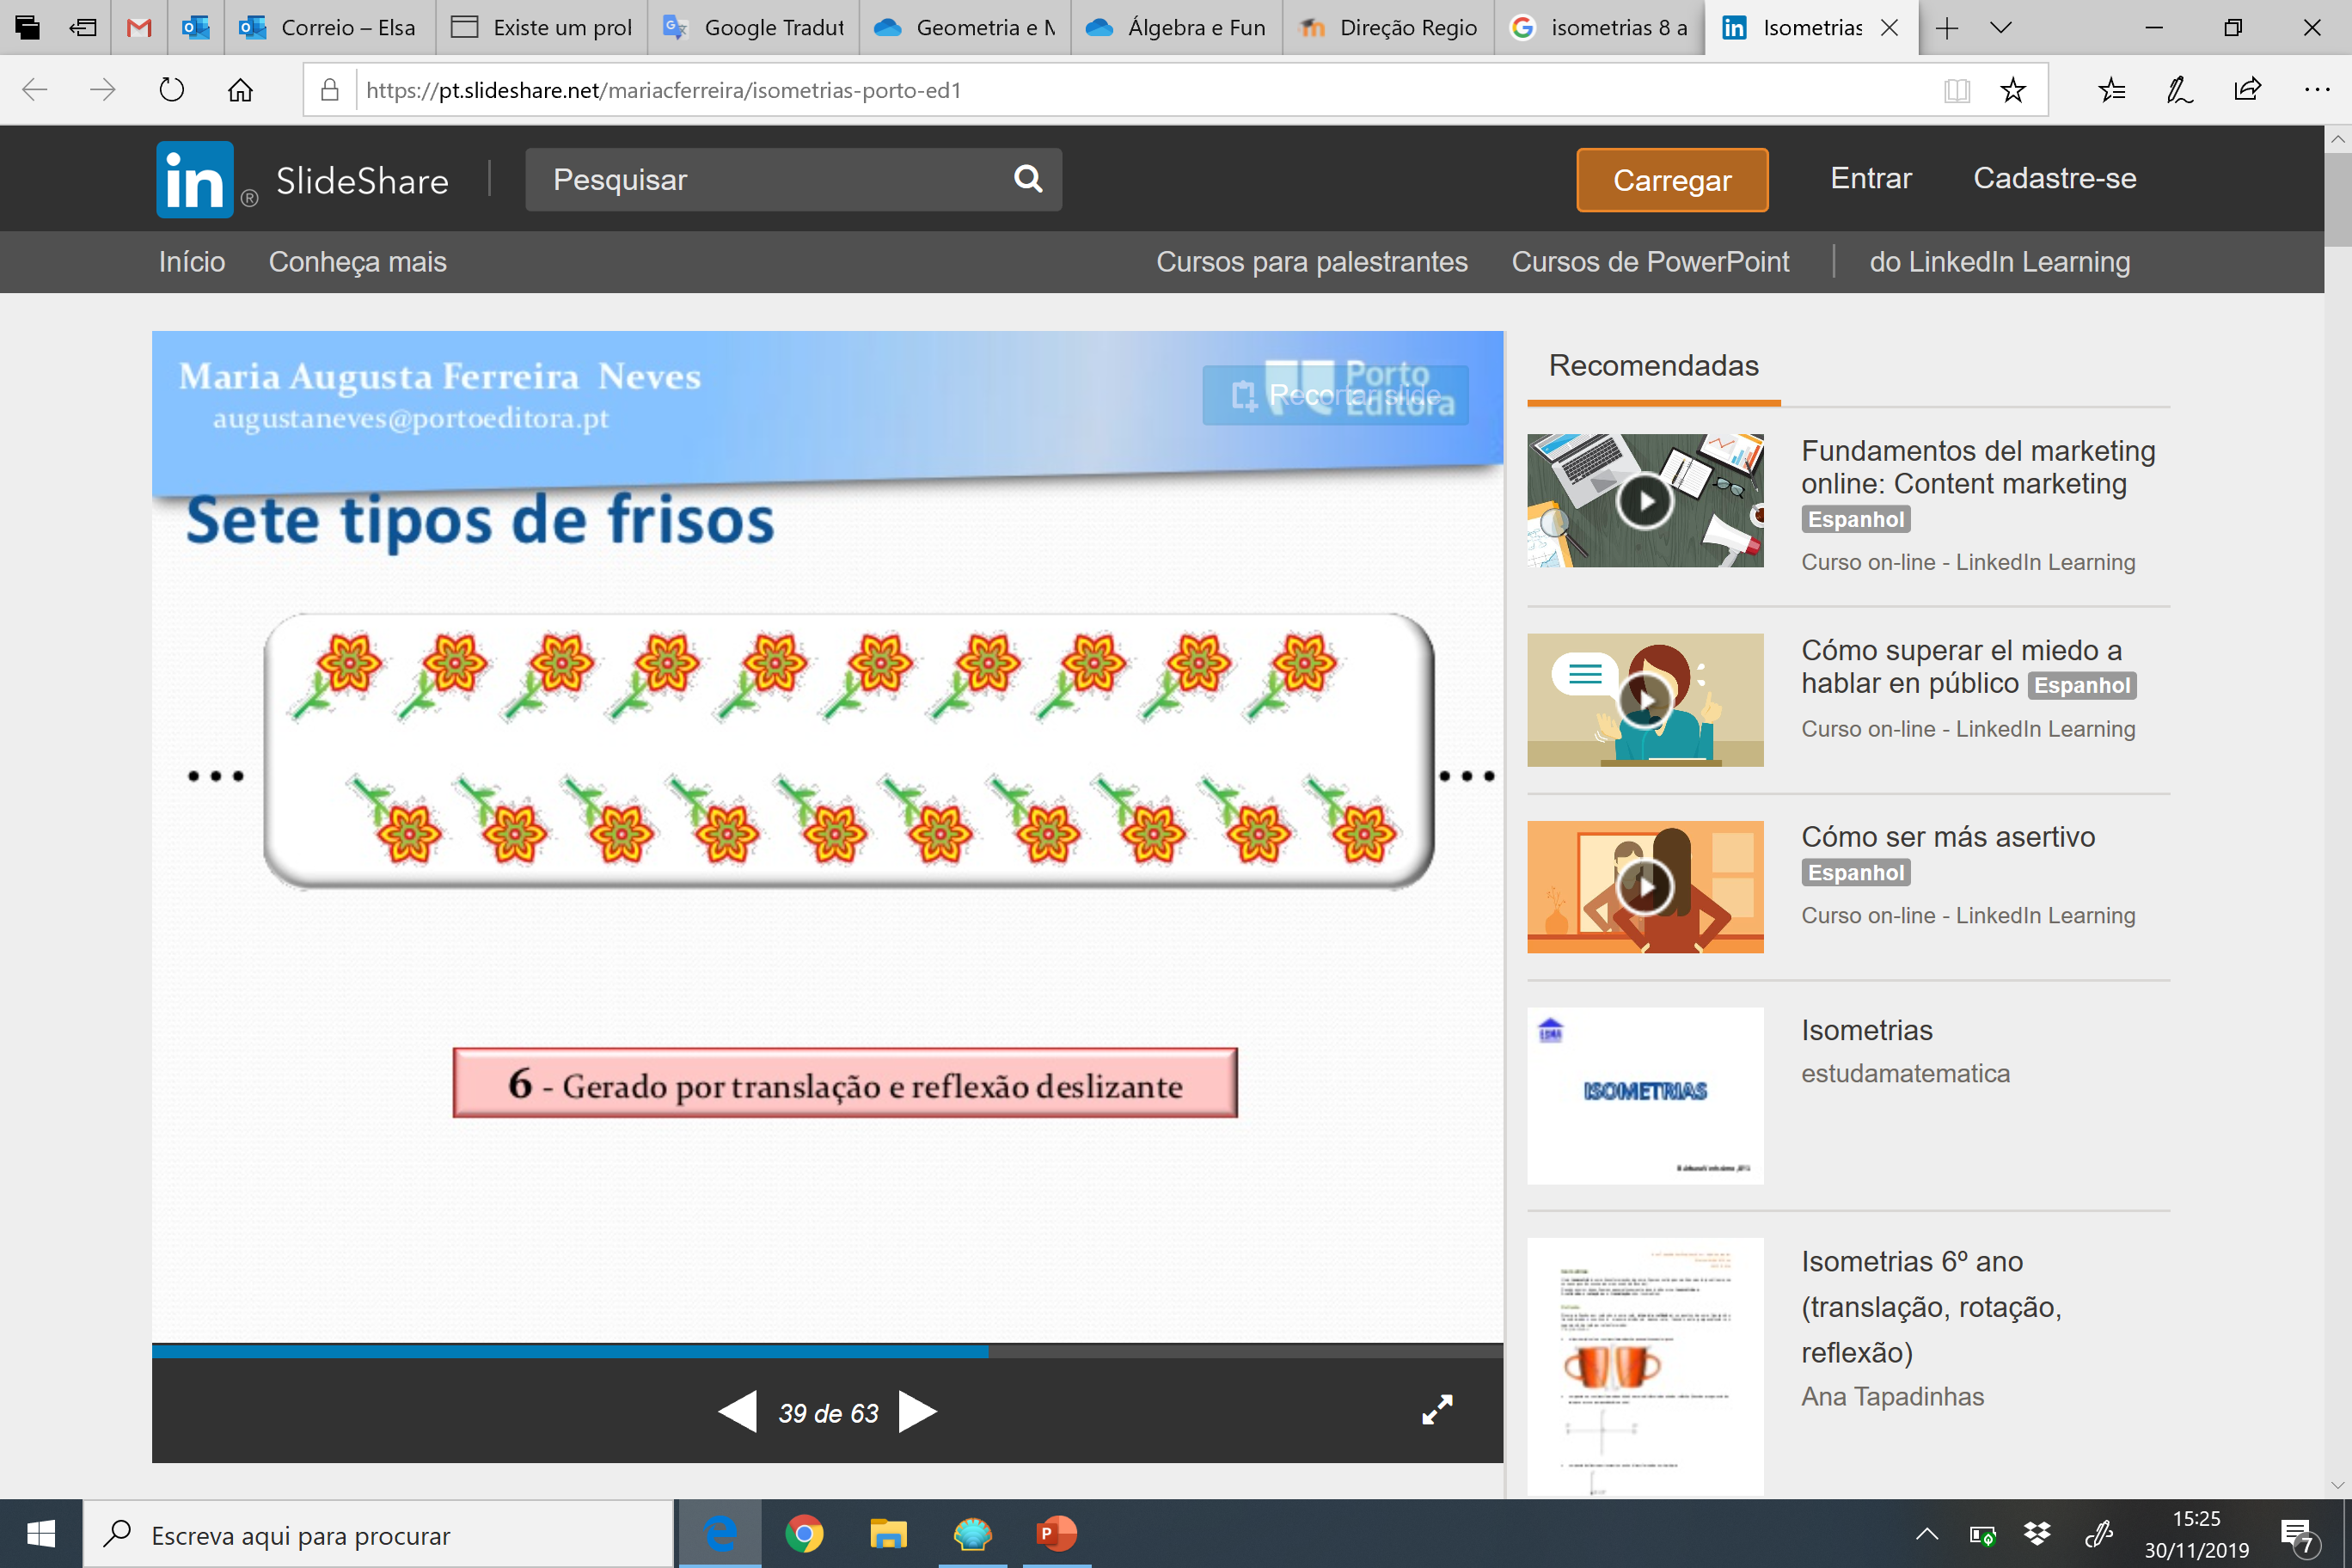 Correio – Elsa
Existe um prol
Google Tradut
Geometria e M
Álgebra e Fun
Direção Regio
isometrias 8 a
Isometrias
https://pt.slideshare.net/mariacferreira/isometrias-porto-ed1
in ® SlideShare
Pesquisar
Carregar
Entrar
Cadastre-se
Início
Conheça mais
Cursos para palestrantes
Cursos de PowerPoint
do LinkedIn Learning
Maria Augusta Ferreira Neves
augustaneves@portoeditora.pt
Recortar slide
Porto
Editora
Sete tipos de frisos
...
...
6 - Gerado por translação e reflexão deslizante
39 de 63
Recomendadas
Fundamentos del marketing
online: Content marketing
Espanhol
Curso on-line - LinkedIn Learning
Cómo superar el miedo a
hablar en público Espanhol
Curso on-line - LinkedIn Learning
Cómo ser más asertivo
Espanhol
Curso on-line - LinkedIn Learning
ISOMETRIAS
Isometrias
estudamatematica
Isometrias 6º ano
(translação, rotação,
reflexão)
Ana Tapadinhas
Escreva aqui para procurar
15:25
30/11/2019
7